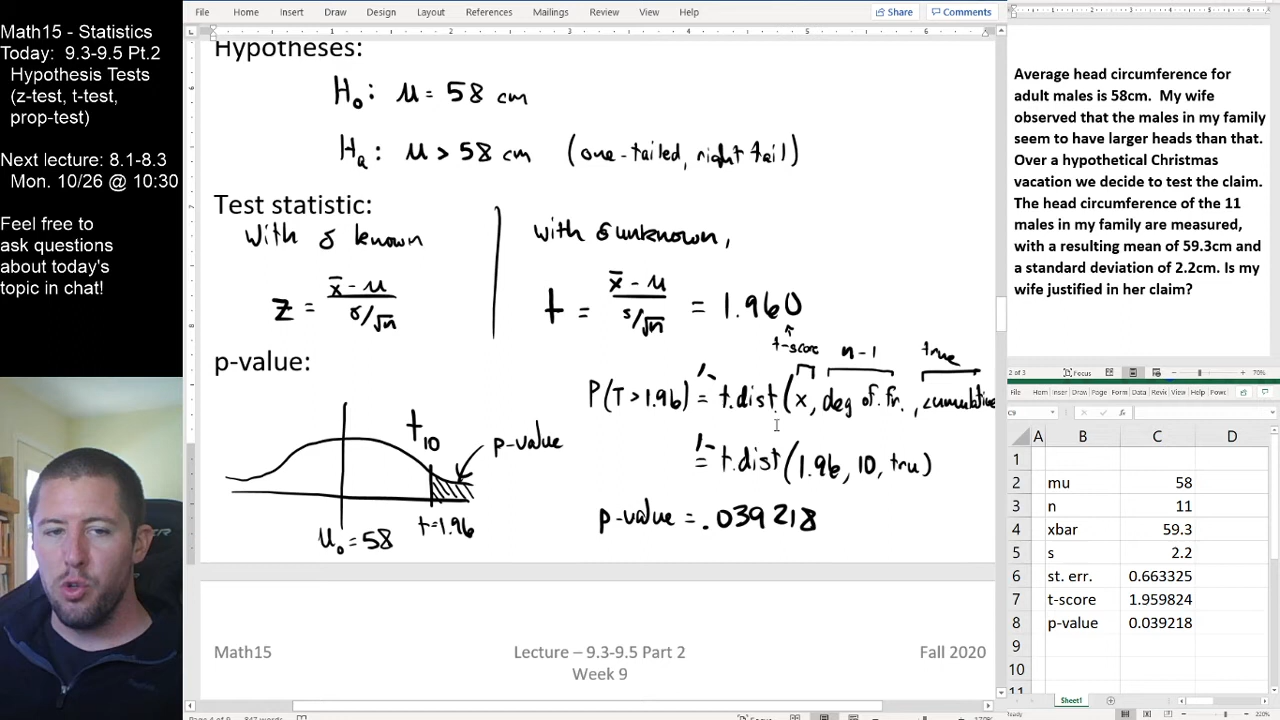 Math15 - Statistics
Today: 9.3-9.5 Pt.2
Hypothesis Tests
(z-test, t-test,
prop-test)
Next lecture: 8.1-8.3
Mon. 10/26 @ 10:30
Feel free to
ask questions
about today's
topic in chat!
File Home Insert Draw Design Layout References Mailings Review View Help Share Comments
Hypotheses:
H₀: μ = 58 cm
Hₐ: μ > 58 cm (one-tailed, right tail)
Test statistic:
With σ known
z = x̄ - μ / σ/√n
with σ unknown,
t = x̄ - μ / s/√n = 1.960
t-score n-1 true
p-value:
P(T > 1.96) = 1- t.dist(x, deg of. fr., cumulative
= 1- t.dist(1.96, 10, true)
p-value = .039218
t₁₀
p-value
μ₀ = 58 t=1.96
Math15 Lecture – 9.3-9.5 Part 2 Fall 2020
Week 9
Average head circumference for
adult males is 58cm. My wife
observed that the males in my family
seem to have larger heads than that.
Over a hypothetical Christmas
vacation we decide to test the claim.
The head circumference of the 11
males in my family are measured,
with a resulting mean of 59.3cm and
a standard deviation of 2.2cm. Is my
wife justified in her claim?
2 of 3 Focus 70%
A B C D
1
2 mu 58
3 n 11
4 xbar 59.3
5 s 2.2
6 st. err. 0.663325
7 t-score 1.959824
8 p-value 0.039218
9
10
11
Sheet1